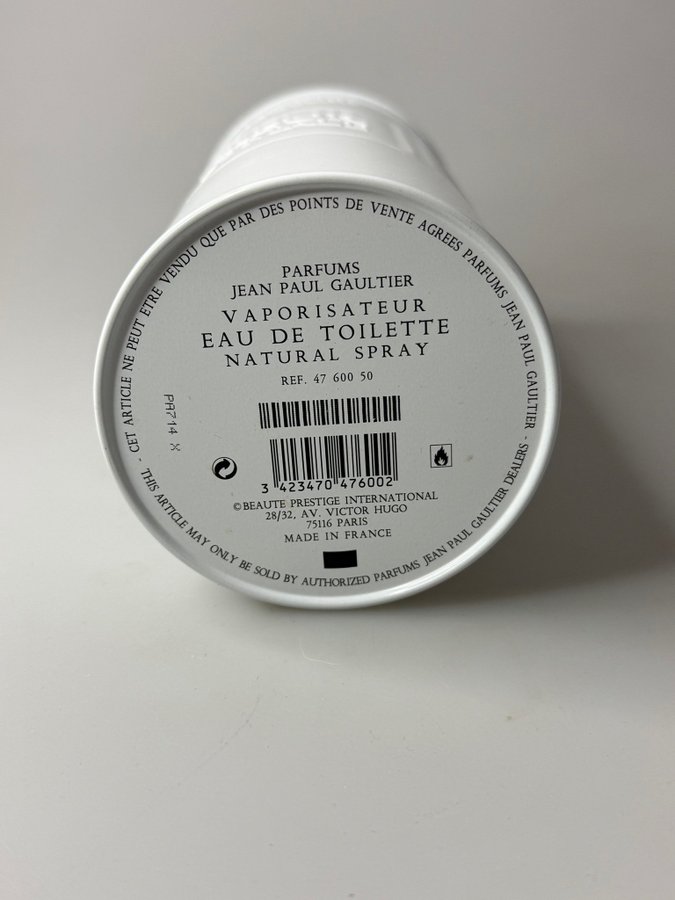 - CET ARTICLE NE PEUT ETRE VENDU QUE PAR DES POINTS DE VENTE AGREES PARFUMS JEAN PAUL GAULTIER -
PARFUMS
JEAN PAUL GAULTIER
VAPORISATEUR
EAU DE TOILETTE
NATURAL SPRAY
REF. 47 600 50
PA714 X
3 423470 476002
©BEAUTE PRESTIGE INTERNATIONAL
28/32, AV. VICTOR HUGO
75116 PARIS
MADE IN FRANCE
THIS ARTICLE MAY ONLY BE SOLD BY AUTHORIZED PARFUMS JEAN PAUL GAULTIER DEALERS